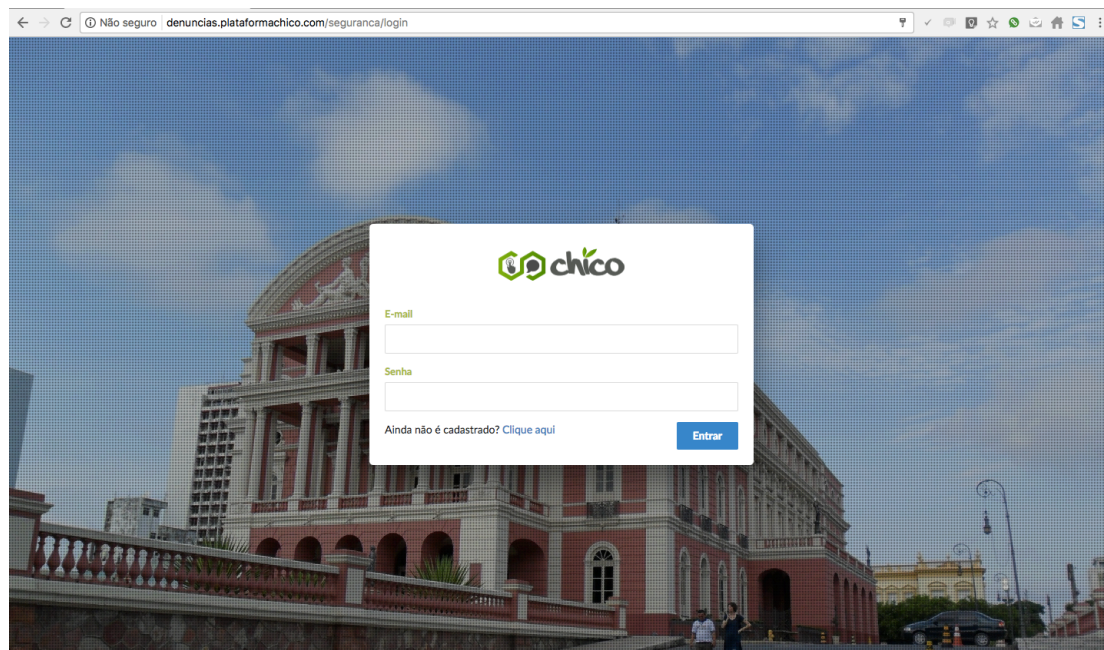 Não seguro denuncias.plataformachico.com/seguranca/login
chico
E-mail
Senha
Ainda não é cadastrado? Clique aqui
Entrar